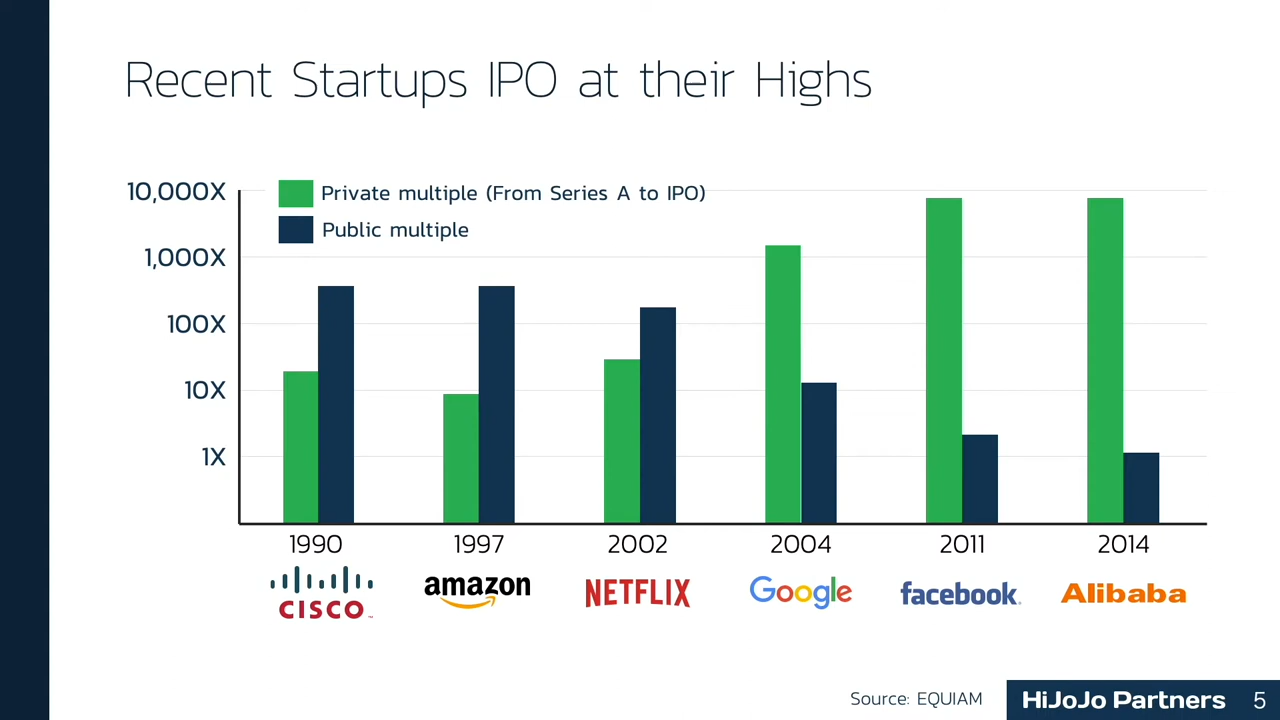 Recent Startups IPO at their Highs
10,000X
Private multiple (From Series A to IPO)
Public multiple
1,000X
100X
10X
1X
1990 1997 2002 2004 2011 2014
CISCO™ amazon NETFLIX Google facebook. Alibaba
Source: EQUIAM
HiJoJo Partners 5